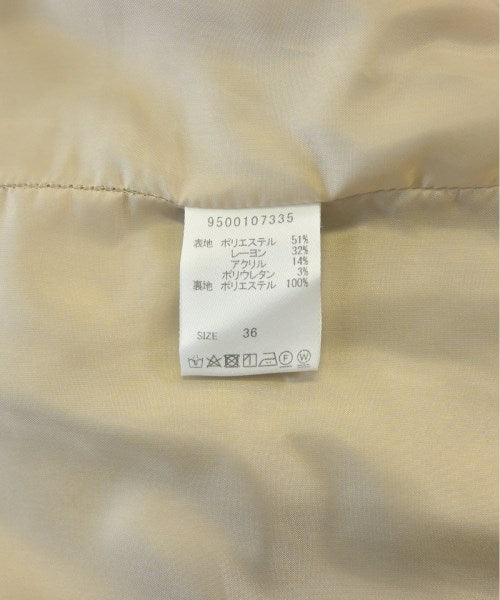 9500107335
表地 ポリエステル 51%
レーヨン 32%
アクリル 14%
ポリウレタン 3%
裏地 ポリエステル 100%
SIZE 36
F W